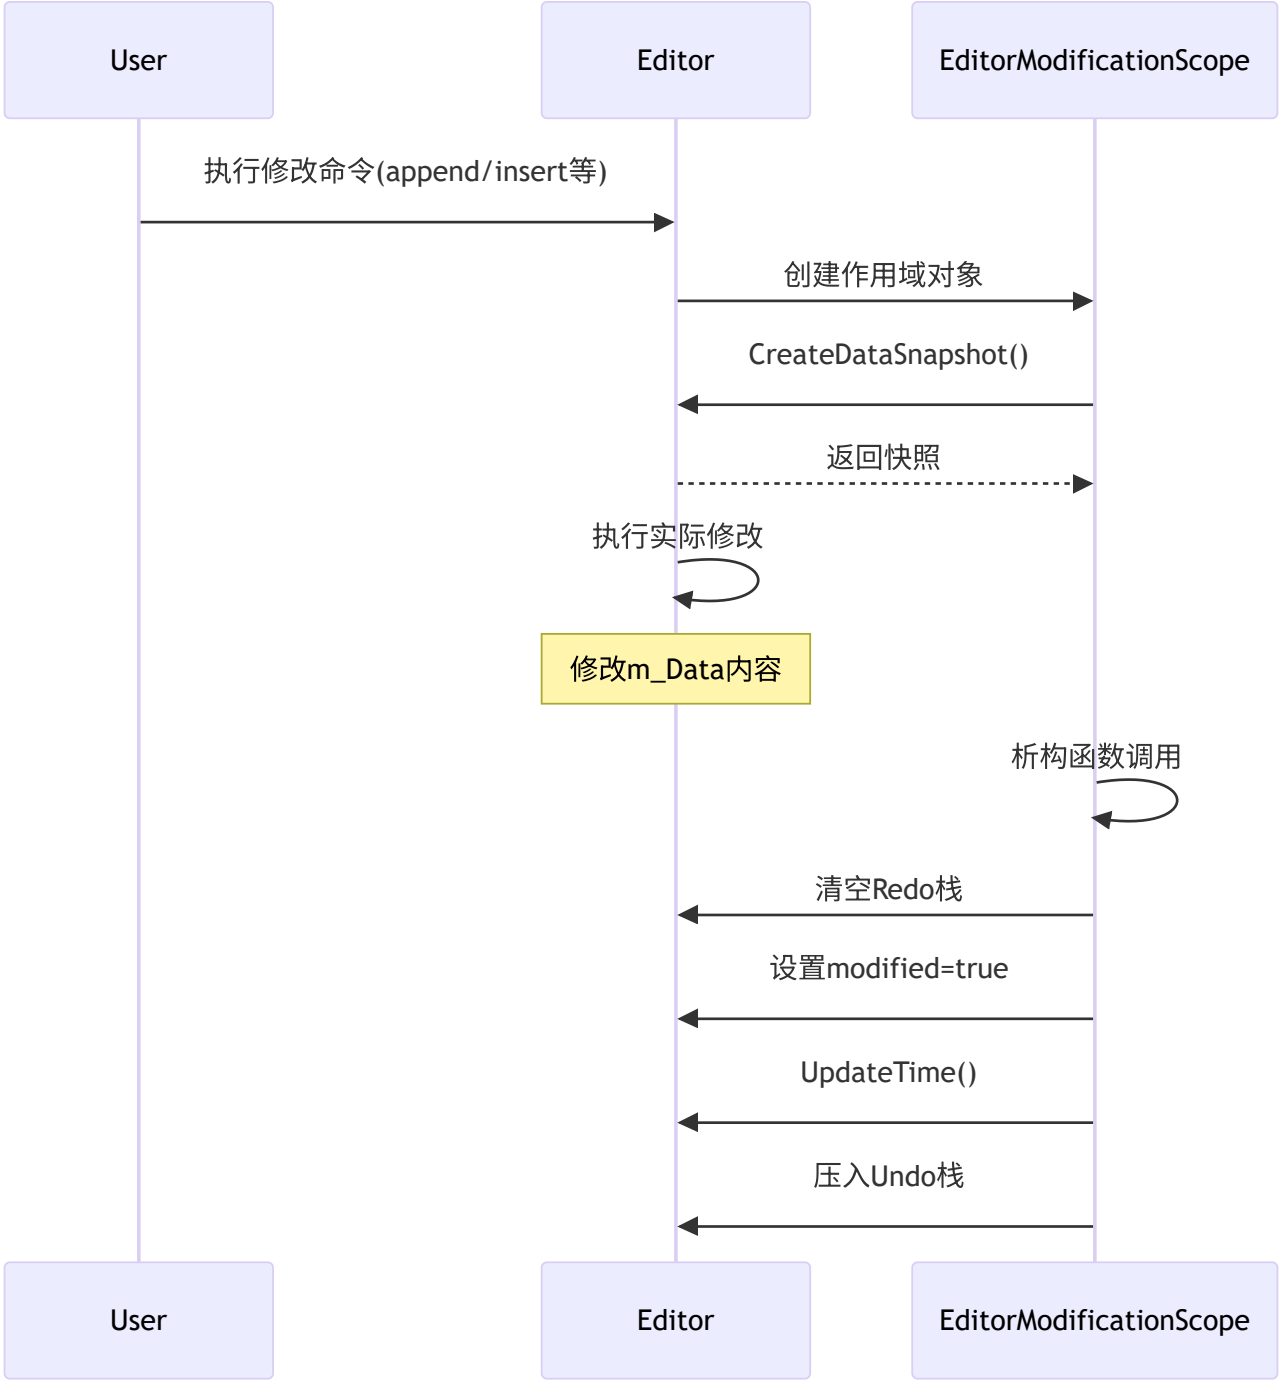 User
Editor
EditorModificationScope
执行修改命令(append/insert等)
创建作用域对象
CreateDataSnapshot()
返回快照
执行实际修改
修改m_Data内容
析构函数调用
清空Redo栈
设置modified=true
UpdateTime()
压入Undo栈
User
Editor
EditorModificationScope